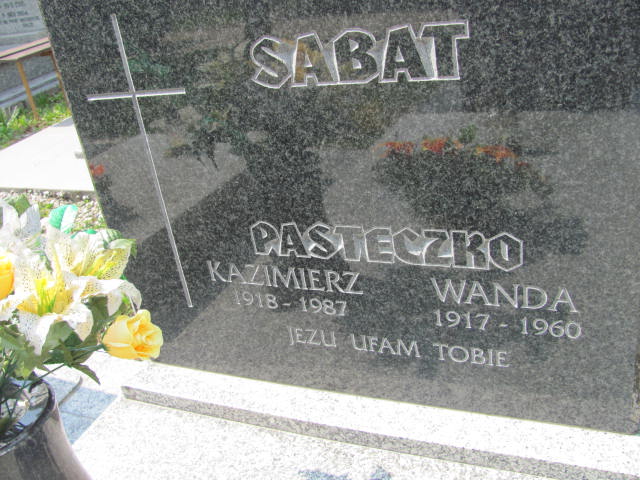 SABAT
PASTECZKO
KAZIMIERZ WANDA
1918 - 1987 1917 - 1960
JEZU UFAM TOBIE